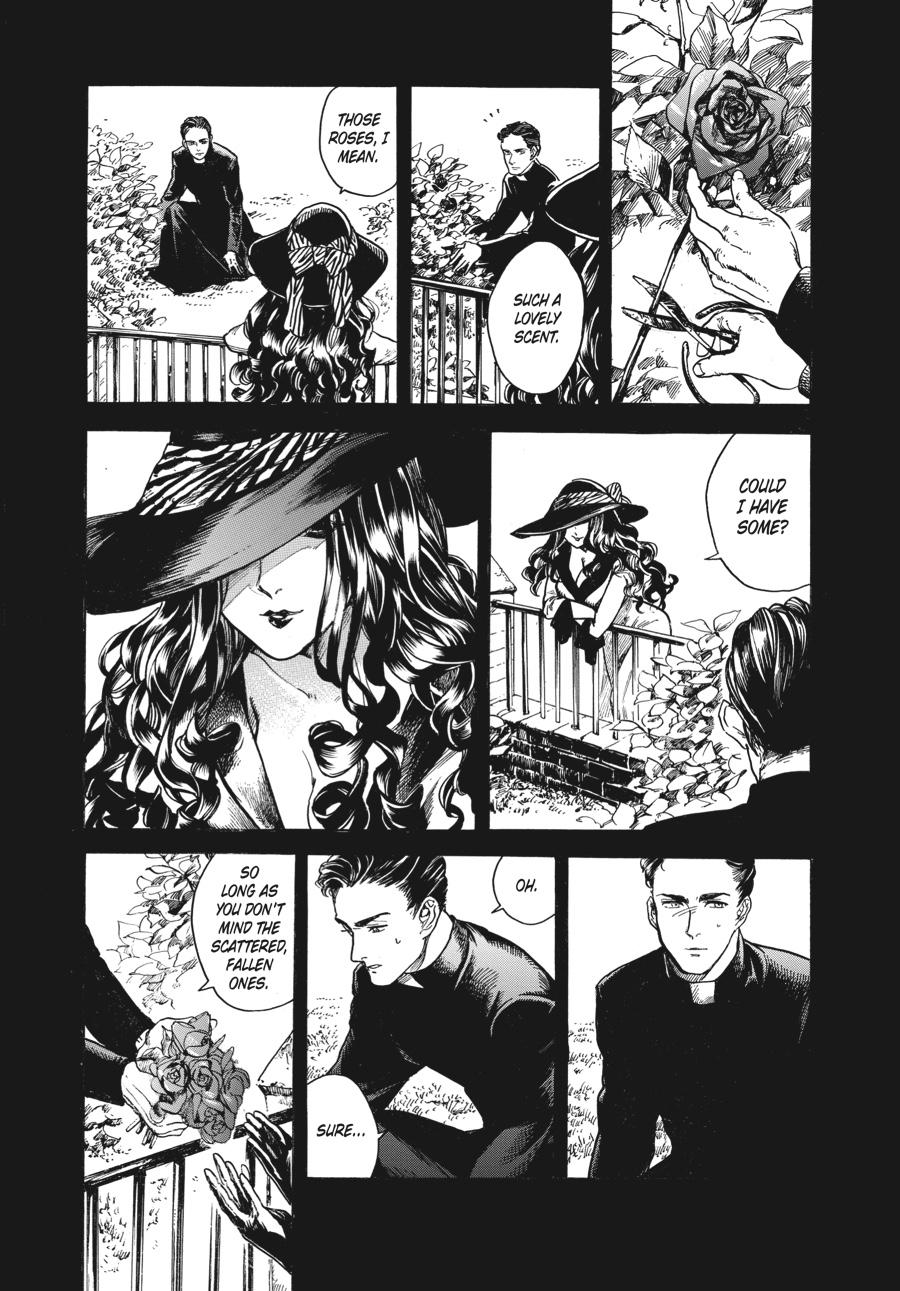 SUCH A
LOVELY
SCENT.
THOSE
ROSES, I
MEAN.
COULD
I HAVE
SOME?
OH.
SURE...
SO
LONG AS
YOU DON'T
MIND THE
SCATTERED,
FALLEN
ONES.